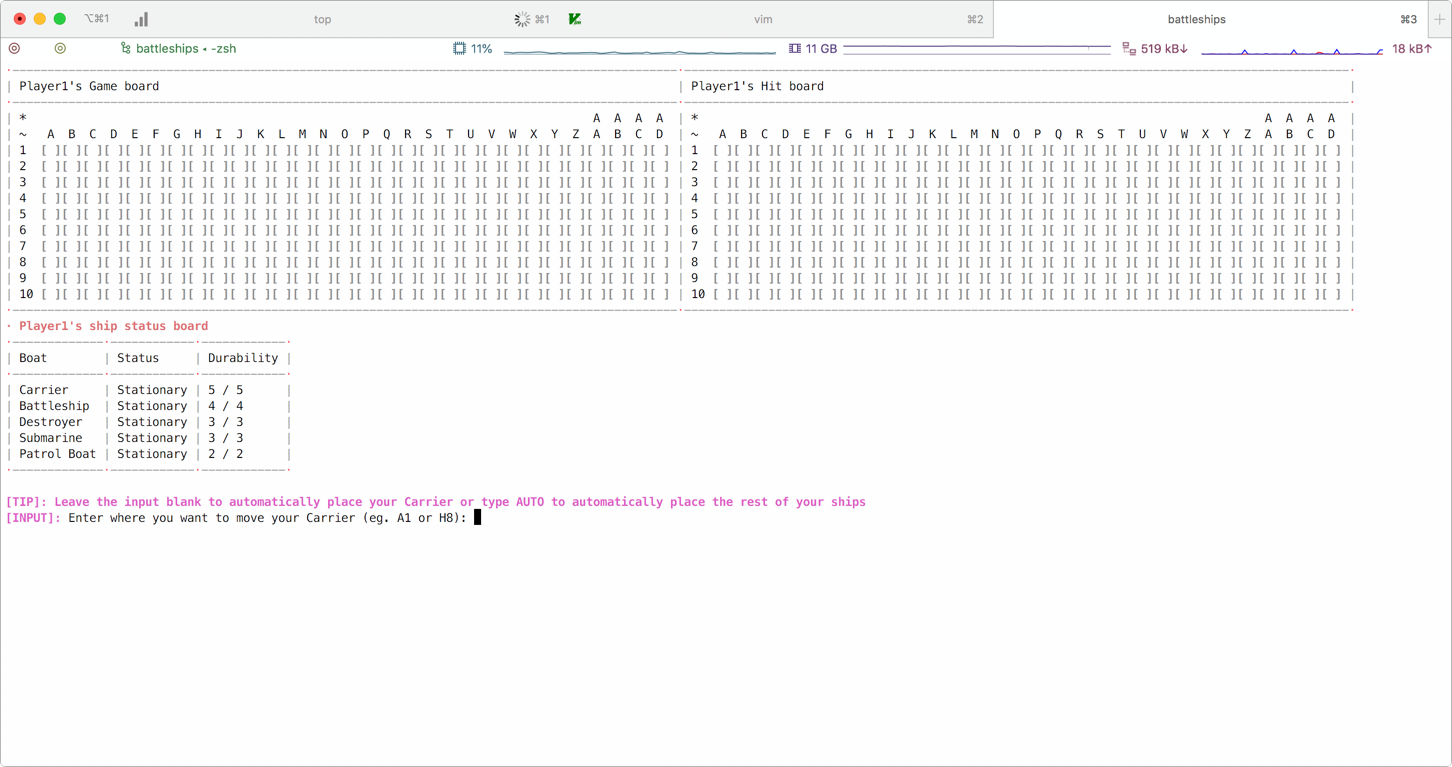 ⌥⌘1 top ⌘1 vim ⌘2 battleships ⌘3 +
battleships • -zsh 11% 11 GB 519 kB↓ 18 kB↑
| Player1's Game board | Player1's Hit board |
| * A A A A | * A A A A |
| ~ A B C D E F G H I J K L M N O P Q R S T U V W X Y Z A B C D | ~ A B C D E F G H I J K L M N O P Q R S T U V W X Y Z A B C D |
| 1 [ ][ ][ ][ ][ ][ ][ ][ ][ ][ ][ ][ ][ ][ ][ ][ ][ ][ ][ ][ ][ ][ ][ ][ ][ ][ ][ ][ ][ ][ ] | 1 [ ][ ][ ][ ][ ][ ][ ][ ][ ][ ][ ][ ][ ][ ][ ][ ][ ][ ][ ][ ][ ][ ][ ][ ][ ][ ][ ][ ][ ][ ] |
| 2 [ ][ ][ ][ ][ ][ ][ ][ ][ ][ ][ ][ ][ ][ ][ ][ ][ ][ ][ ][ ][ ][ ][ ][ ][ ][ ][ ][ ][ ][ ] | 2 [ ][ ][ ][ ][ ][ ][ ][ ][ ][ ][ ][ ][ ][ ][ ][ ][ ][ ][ ][ ][ ][ ][ ][ ][ ][ ][ ][ ][ ][ ] |
| 3 [ ][ ][ ][ ][ ][ ][ ][ ][ ][ ][ ][ ][ ][ ][ ][ ][ ][ ][ ][ ][ ][ ][ ][ ][ ][ ][ ][ ][ ][ ] | 3 [ ][ ][ ][ ][ ][ ][ ][ ][ ][ ][ ][ ][ ][ ][ ][ ][ ][ ][ ][ ][ ][ ][ ][ ][ ][ ][ ][ ][ ][ ] |
| 4 [ ][ ][ ][ ][ ][ ][ ][ ][ ][ ][ ][ ][ ][ ][ ][ ][ ][ ][ ][ ][ ][ ][ ][ ][ ][ ][ ][ ][ ][ ] | 4 [ ][ ][ ][ ][ ][ ][ ][ ][ ][ ][ ][ ][ ][ ][ ][ ][ ][ ][ ][ ][ ][ ][ ][ ][ ][ ][ ][ ][ ][ ] |
| 5 [ ][ ][ ][ ][ ][ ][ ][ ][ ][ ][ ][ ][ ][ ][ ][ ][ ][ ][ ][ ][ ][ ][ ][ ][ ][ ][ ][ ][ ][ ] | 5 [ ][ ][ ][ ][ ][ ][ ][ ][ ][ ][ ][ ][ ][ ][ ][ ][ ][ ][ ][ ][ ][ ][ ][ ][ ][ ][ ][ ][ ][ ] |
| 6 [ ][ ][ ][ ][ ][ ][ ][ ][ ][ ][ ][ ][ ][ ][ ][ ][ ][ ][ ][ ][ ][ ][ ][ ][ ][ ][ ][ ][ ][ ] | 6 [ ][ ][ ][ ][ ][ ][ ][ ][ ][ ][ ][ ][ ][ ][ ][ ][ ][ ][ ][ ][ ][ ][ ][ ][ ][ ][ ][ ][ ][ ] |
| 7 [ ][ ][ ][ ][ ][ ][ ][ ][ ][ ][ ][ ][ ][ ][ ][ ][ ][ ][ ][ ][ ][ ][ ][ ][ ][ ][ ][ ][ ][ ] | 7 [ ][ ][ ][ ][ ][ ][ ][ ][ ][ ][ ][ ][ ][ ][ ][ ][ ][ ][ ][ ][ ][ ][ ][ ][ ][ ][ ][ ][ ][ ] |
| 8 [ ][ ][ ][ ][ ][ ][ ][ ][ ][ ][ ][ ][ ][ ][ ][ ][ ][ ][ ][ ][ ][ ][ ][ ][ ][ ][ ][ ][ ][ ] | 8 [ ][ ][ ][ ][ ][ ][ ][ ][ ][ ][ ][ ][ ][ ][ ][ ][ ][ ][ ][ ][ ][ ][ ][ ][ ][ ][ ][ ][ ][ ] |
| 9 [ ][ ][ ][ ][ ][ ][ ][ ][ ][ ][ ][ ][ ][ ][ ][ ][ ][ ][ ][ ][ ][ ][ ][ ][ ][ ][ ][ ][ ][ ] | 9 [ ][ ][ ][ ][ ][ ][ ][ ][ ][ ][ ][ ][ ][ ][ ][ ][ ][ ][ ][ ][ ][ ][ ][ ][ ][ ][ ][ ][ ][ ] |
| 10 [ ][ ][ ][ ][ ][ ][ ][ ][ ][ ][ ][ ][ ][ ][ ][ ][ ][ ][ ][ ][ ][ ][ ][ ][ ][ ][ ][ ][ ][ ] | 10 [ ][ ][ ][ ][ ][ ][ ][ ][ ][ ][ ][ ][ ][ ][ ][ ][ ][ ][ ][ ][ ][ ][ ][ ][ ][ ][ ][ ][ ][ ] |
· Player1's ship status board
| Boat | Status | Durability |
| Carrier | Stationary | 5 / 5 |
| Battleship | Stationary | 4 / 4 |
| Destroyer | Stationary | 3 / 3 |
| Submarine | Stationary | 3 / 3 |
| Patrol Boat | Stationary | 2 / 2 |
[TIP]: Leave the input blank to automatically place your Carrier or type AUTO to automatically place the rest of your ships
[INPUT]: Enter where you want to move your Carrier (eg. A1 or H8):